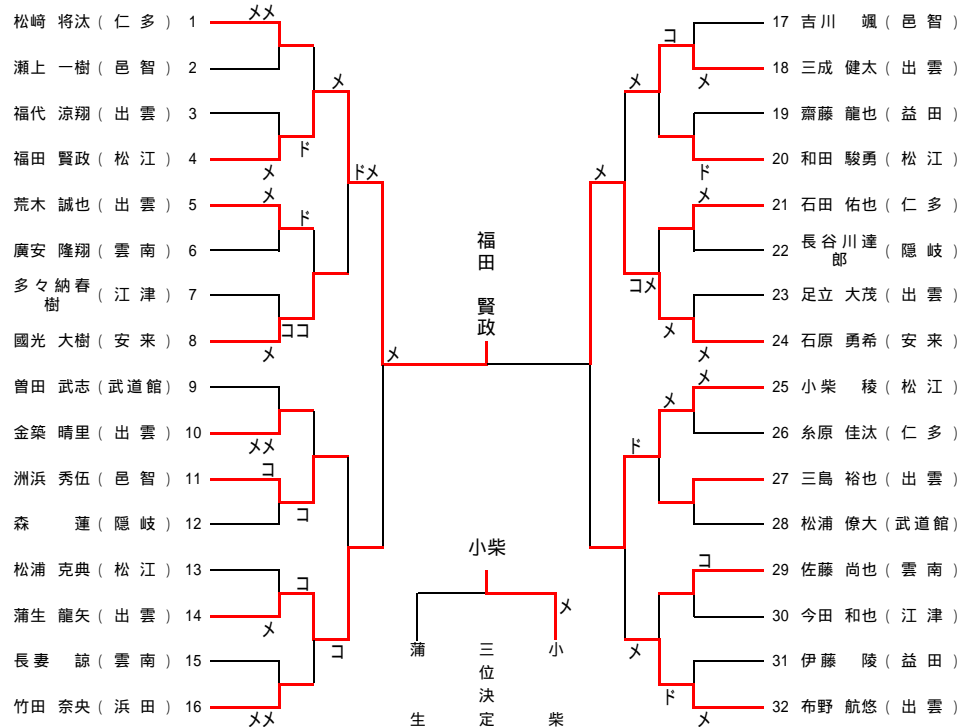 松﨑 将汰 ( 仁 多 ) 1
瀬上 一樹 ( 邑 智 ) 2
福代 涼翔 ( 出 雲 ) 3
福田 賢政 ( 松 江 ) 4
荒木 誠也 ( 出 雲 ) 5
廣安 隆翔 ( 雲 南 ) 6
多々納春樹 ( 江 津 ) 7
國光 大樹 ( 安 来 ) 8
曽田 武志 ( 武道館 ) 9
金築 晴里 ( 出 雲 ) 10
洲浜 秀伍 ( 邑 智 ) 11
森 蓮 ( 隠 岐 ) 12
松浦 克典 ( 松 江 ) 13
蒲生 龍矢 ( 出 雲 ) 14
長妻 諒 ( 雲 南 ) 15
竹田 奈央 ( 浜 田 ) 16
メメ
メ
ド
メ
メ
ド
ドメ
ココ
メ
メメ
コ
コ
コ
メ
コ
メメ
メ
福田 賢政
小柴
メ
蒲生
三位決定
小柴
17 吉川 颯 ( 邑 智 )
18 三成 健太 ( 出 雲 )
19 齋藤 龍也 ( 益 田 )
20 和田 駿勇 ( 松 江 )
21 石田 佑也 ( 仁 多 )
22 長谷川達郎 ( 隠 岐 )
23 足立 大茂 ( 出 雲 )
24 石原 勇希 ( 安 来 )
25 小柴 稜 ( 松 江 )
26 糸原 佳汰 ( 仁 多 )
27 三島 裕也 ( 出 雲 )
28 松浦 僚大 ( 武道館 )
29 佐藤 尚也 ( 雲 南 )
30 今田 和也 ( 江 津 )
31 伊藤 陵 ( 益 田 )
32 布野 航悠 ( 出 雲 )
コ
メ
メ
ド
メ
メ
コメ
メ
メ
メ
メ
ド
コ
メ
ド
メ